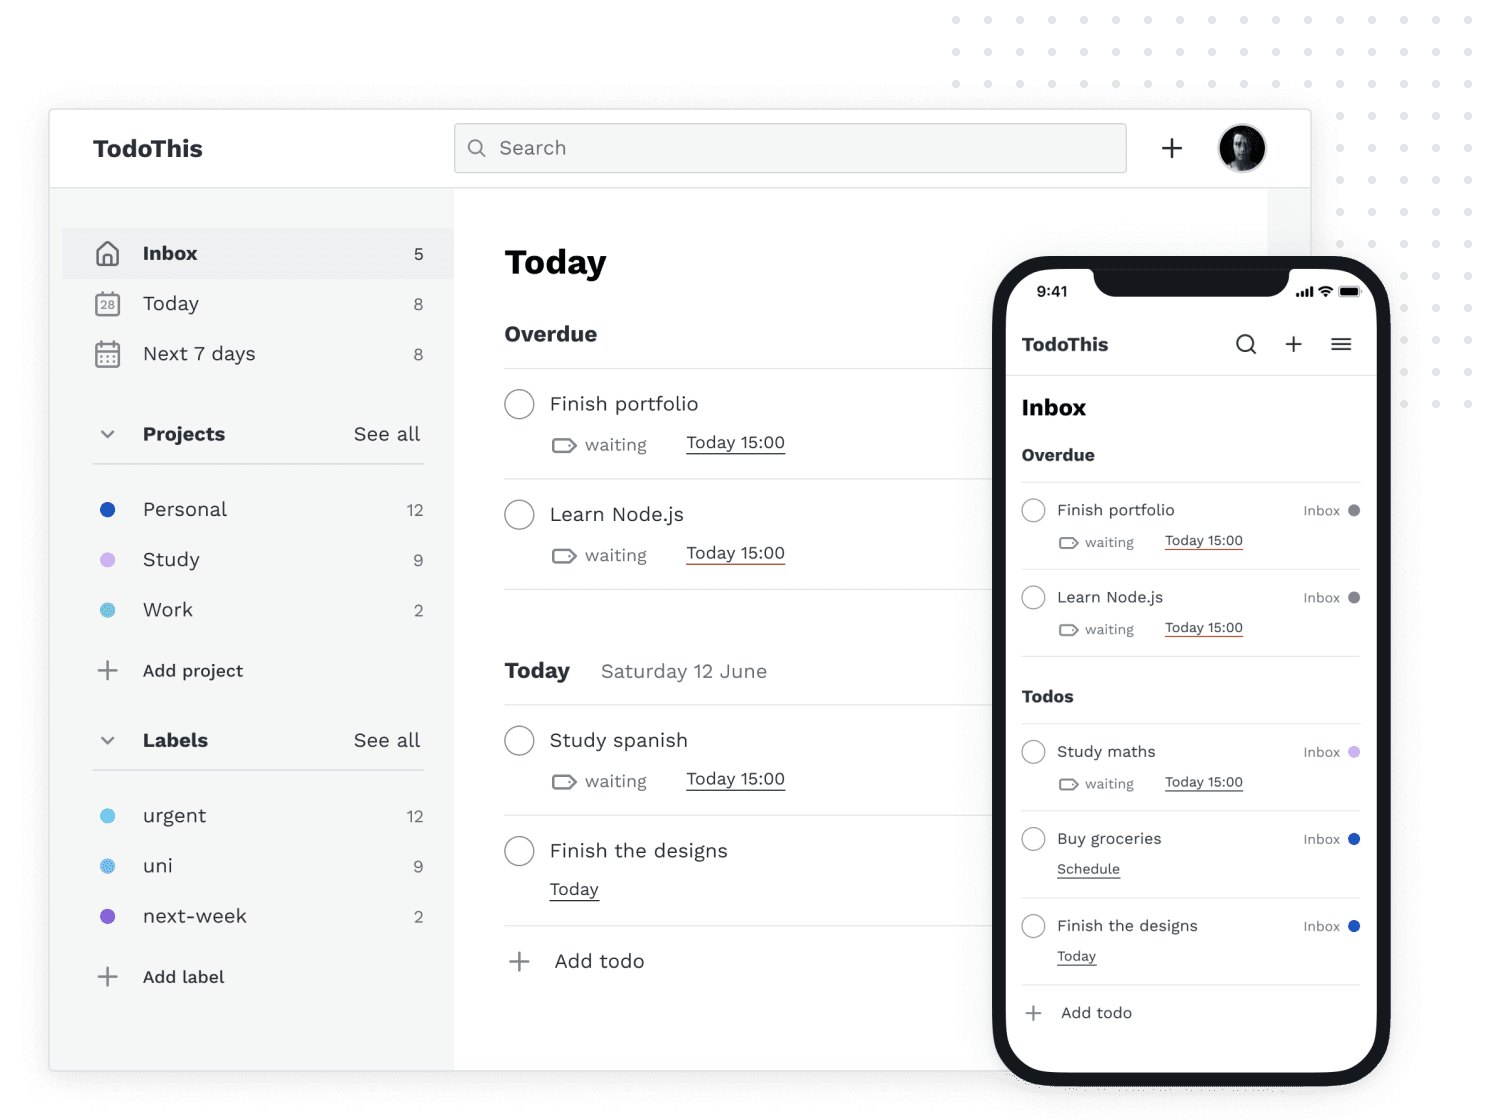 TodoThis
Search
Inbox 5
28 Today 8
Next 7 days 8
Projects See all
Personal 12
Study 9
Work 2
Add project
Labels See all
urgent 12
uni 9
next-week 2
Add label
Today
Overdue
Finish portfolio
waiting Today 15:00
Learn Node.js
waiting Today 15:00
Today Saturday 12 June
Study spanish
waiting Today 15:00
Finish the designs
Today
Add todo
9:41
TodoThis
Inbox
Overdue
Finish portfolio Inbox
waiting Today 15:00
Learn Node.js Inbox
waiting Today 15:00
Todos
Study maths Inbox
waiting Today 15:00
Buy groceries Inbox
Schedule
Finish the designs Inbox
Today
Add todo